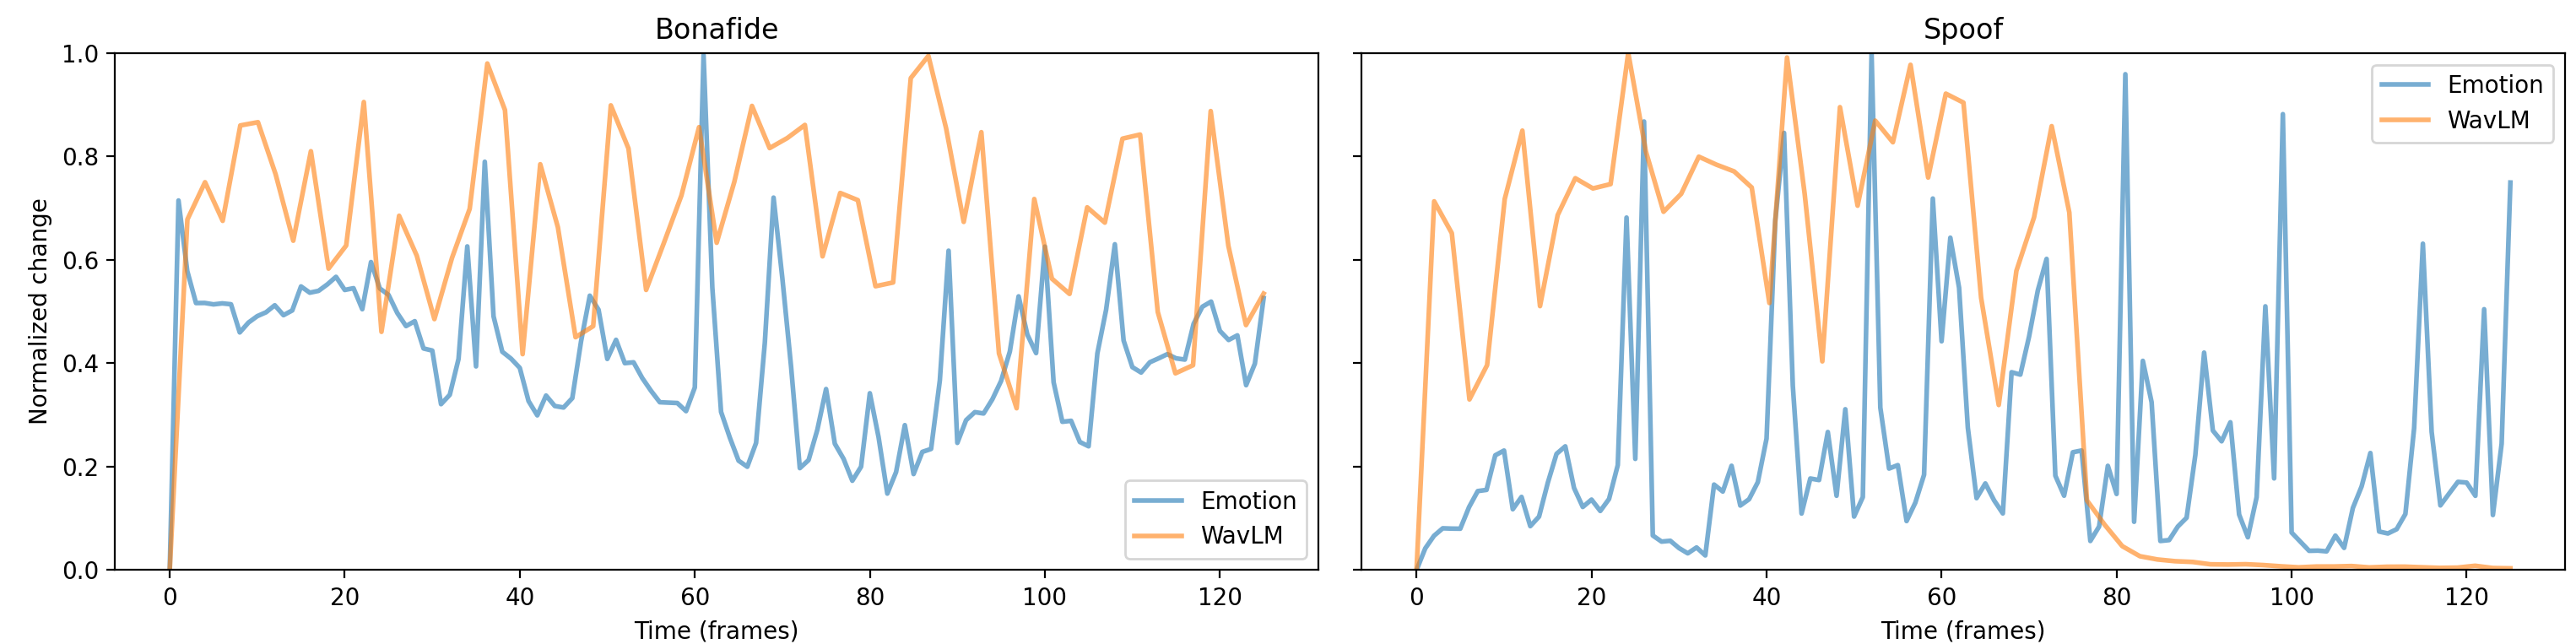 Bonafide
Spoof
Normalized change
1.0
0.8
0.6
0.4
0.2
0.0
Emotion
WavLM
0 20 40 60 80 100 120
Time (frames)
Emotion
WavLM
0 20 40 60 80 100 120
Time (frames)